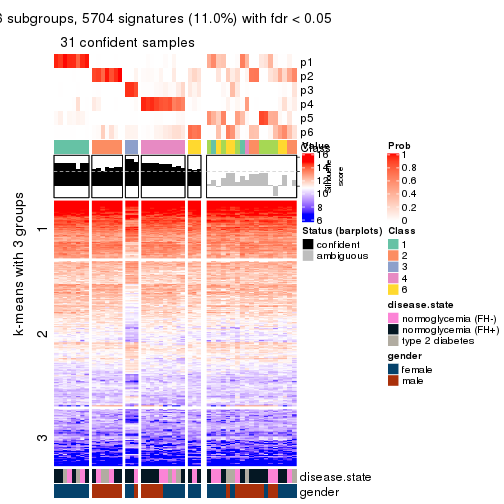 6 subgroups, 5704 signatures (11.0%) with fdr < 0.05
31 confident samples
p1
p2
p3
p4
p5
p6
Class
Silhouette
score
k-means with 3 groups
1
2
3
Value
16
14
12
10
8
6
Status (barplots)
confident
ambiguous
Prob
1
0.8
0.6
0.4
0.2
0
Class
1
2
3
4
6
disease.state
normoglycemia (FH-)
normoglycemia (FH+)
type 2 diabetes
gender
female
male
disease.state
gender